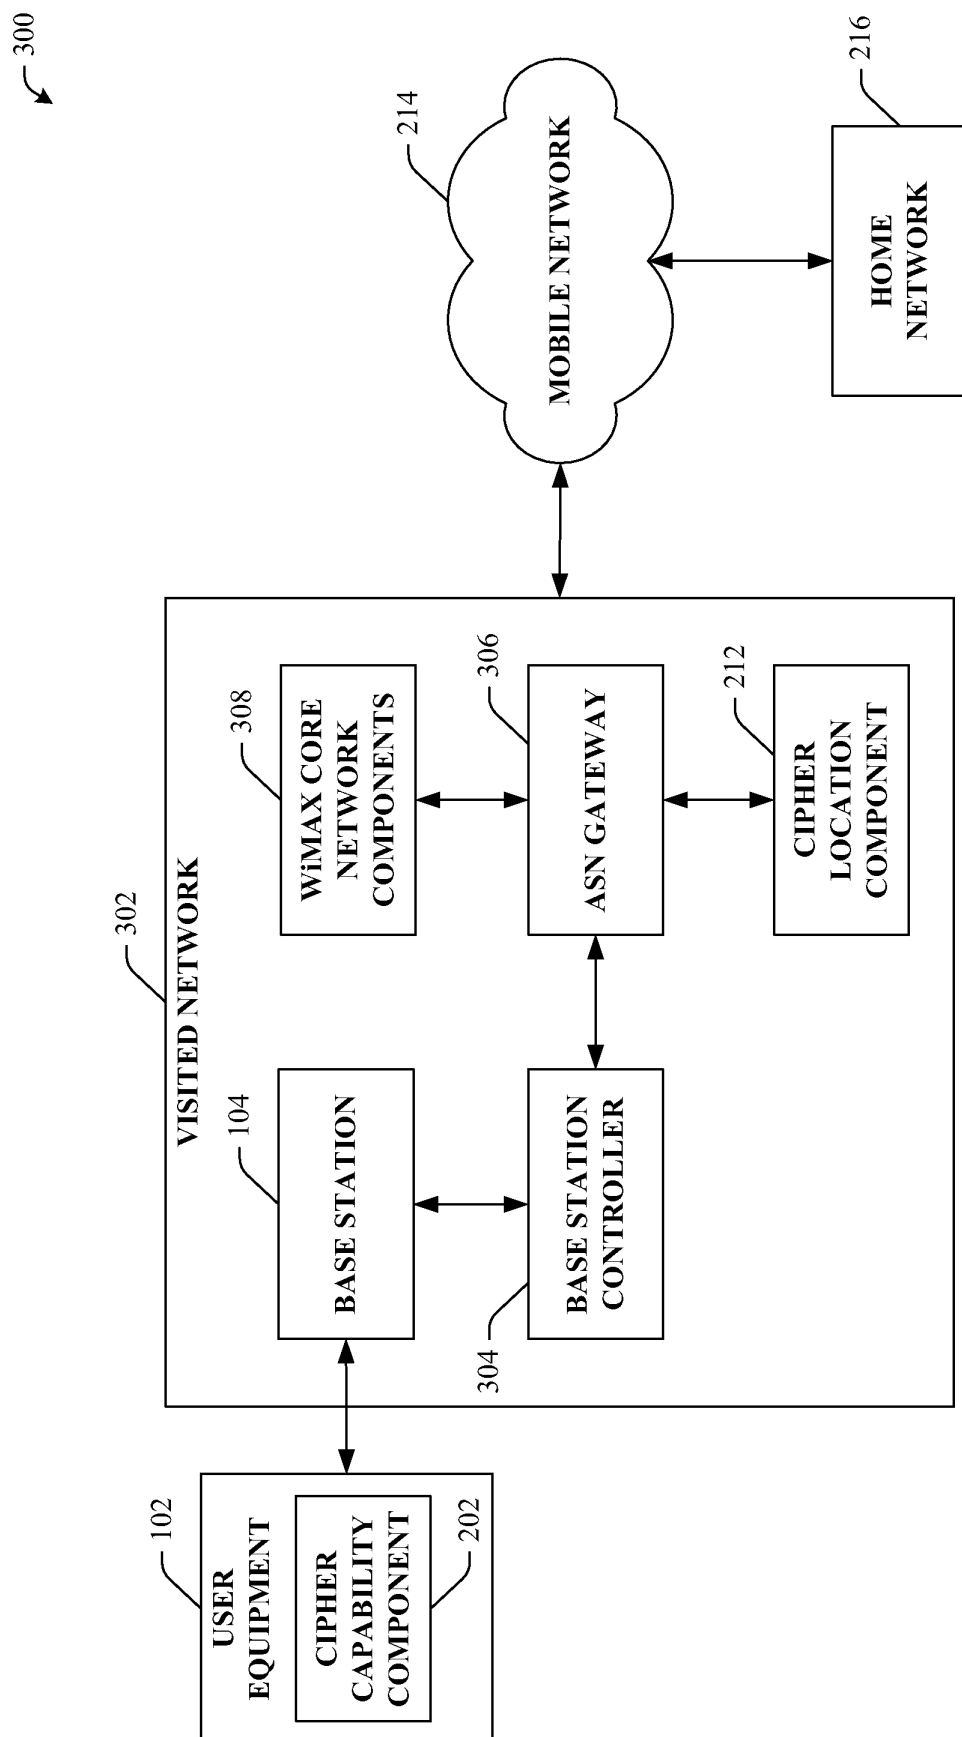 300
102
USER
EQUIPMENT
CIPHER
CAPABILITY
COMPONENT
202
302
VISITED NETWORK
104
BASE STATION
304
BASE STATION
CONTROLLER
308
WiMAX CORE
NETWORK
COMPONENTS
306
ASN GATEWAY
212
CIPHER
LOCATION
COMPONENT
214
MOBILE NETWORK
216
HOME
NETWORK